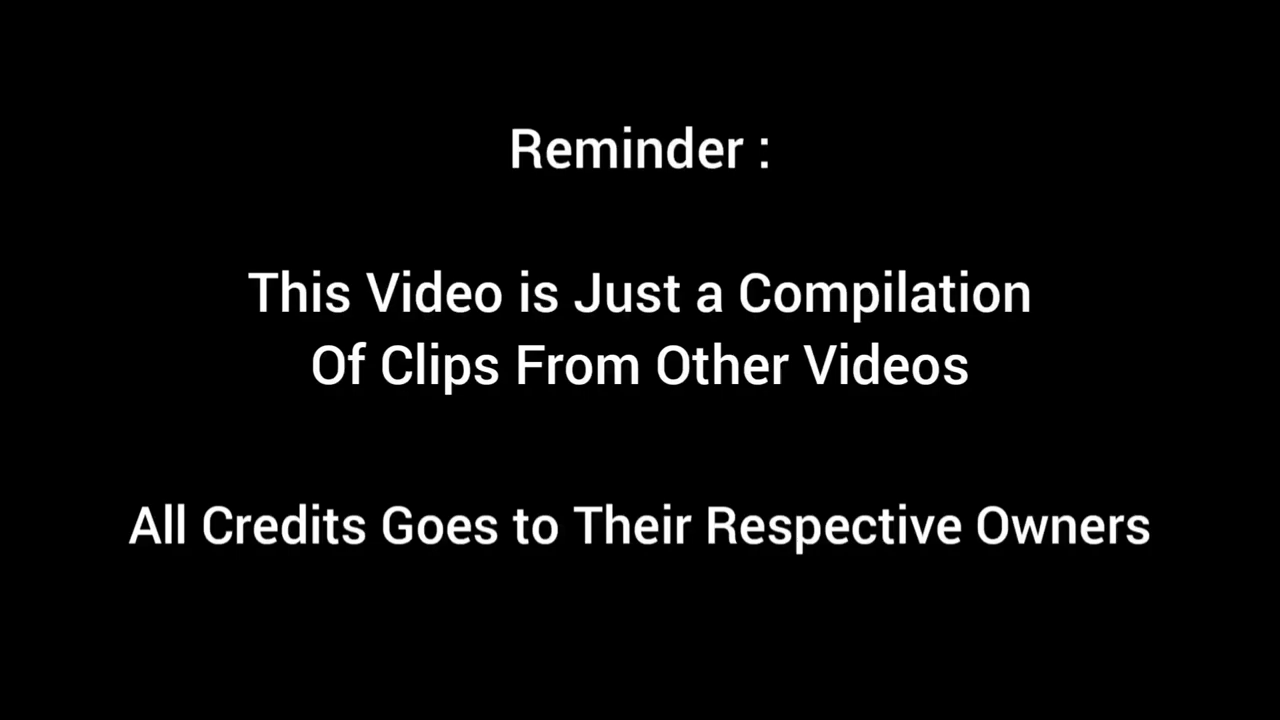 Reminder :
This Video is Just a Compilation
Of Clips From Other Videos
All Credits Goes to Their Respective Owners